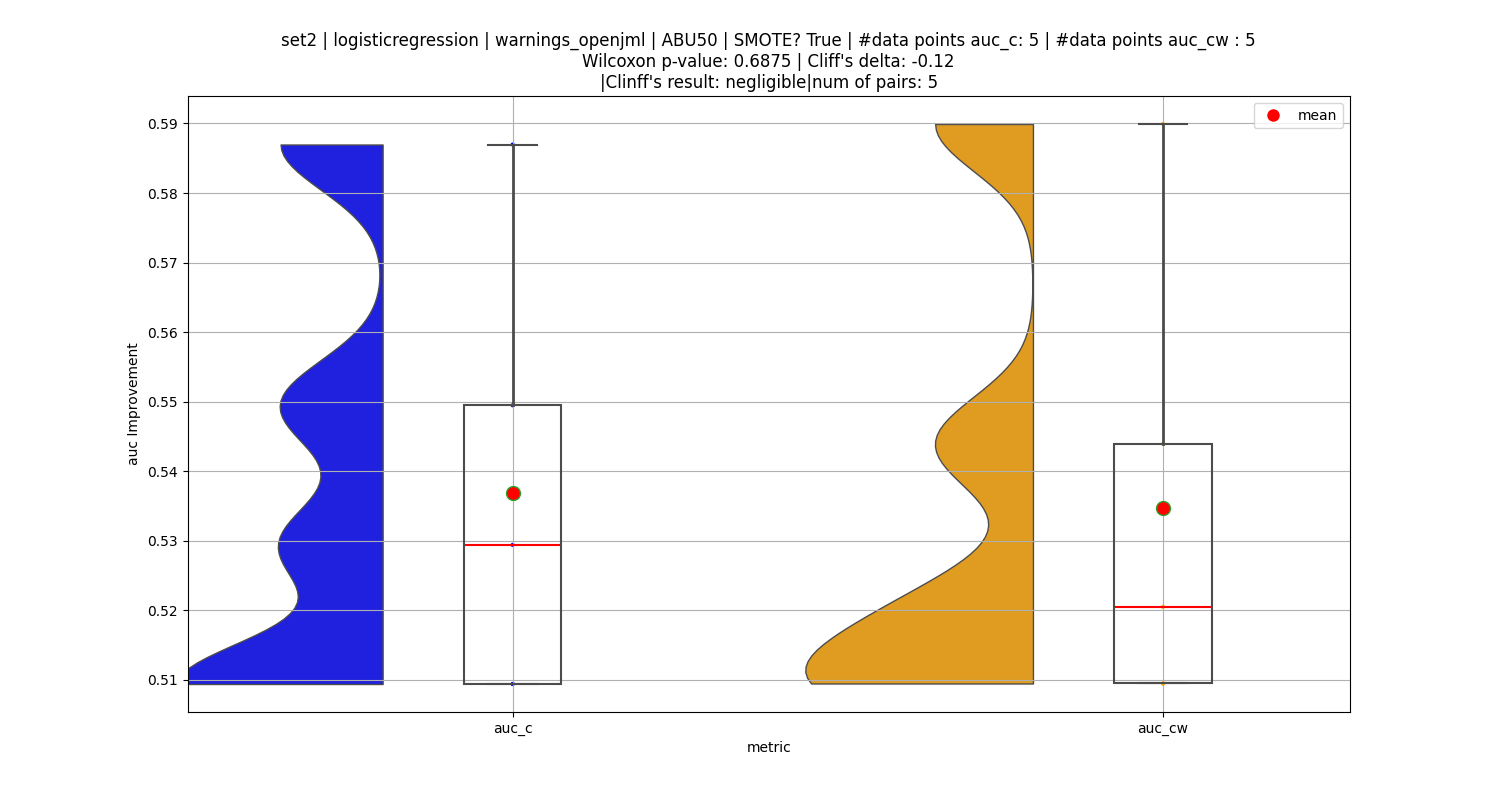 set2 | logisticregression | warnings_openjml | ABU50 | SMOTE? True | #data points auc_c: 5 | #data points auc_cw : 5
Wilcoxon p-value: 0.6875 | Cliff's delta: -0.12
|Clinff's result: negligible|num of pairs: 5
mean
0.59
0.58
0.57
0.56
0.55
0.54
0.53
0.52
0.51
auc Improvement
auc_c
auc_cw
metric